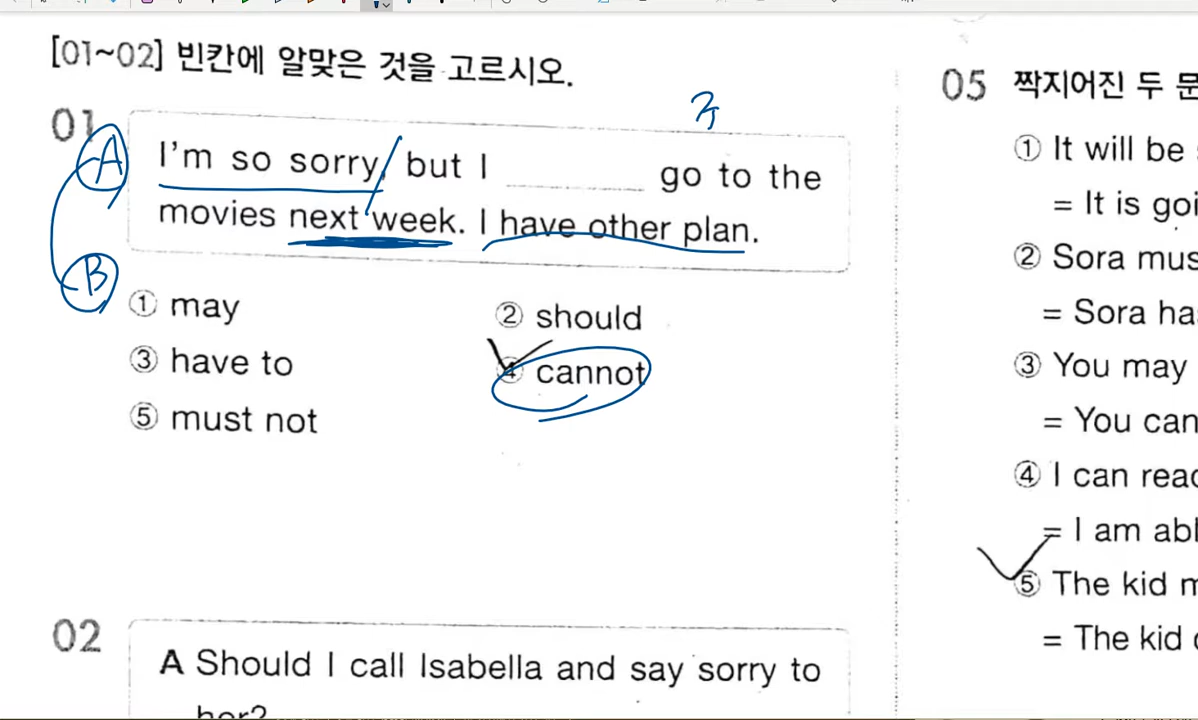 [01~02] 빈칸에 알맞은 것을 고르시오.
01
A
I'm so sorry, but I ________ go to the
movies next week. I have other plan.
B
① may
② should
③ have to
④ cannot
⑤ must not
02
A Should I call Isabella and say sorry to
her?
05 짝지어진 두 문
① It will be
= It is goi
② Sora mus
= Sora ha
③ You may
= You can
④ I can read
= I am abl
⑤ The kid m
= The kid